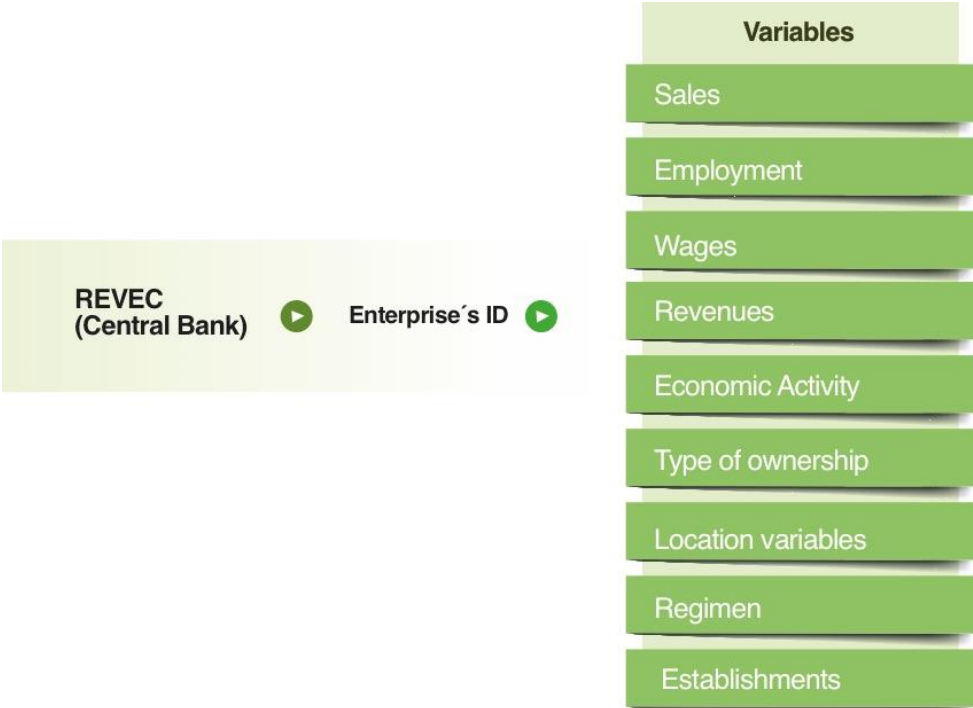 Variables
Sales
Employment
Wages
REVEC
(Central Bank)
Enterprise´s ID
Revenues
Economic Activity
Type of ownership
Location variables
Regimen
Establishments